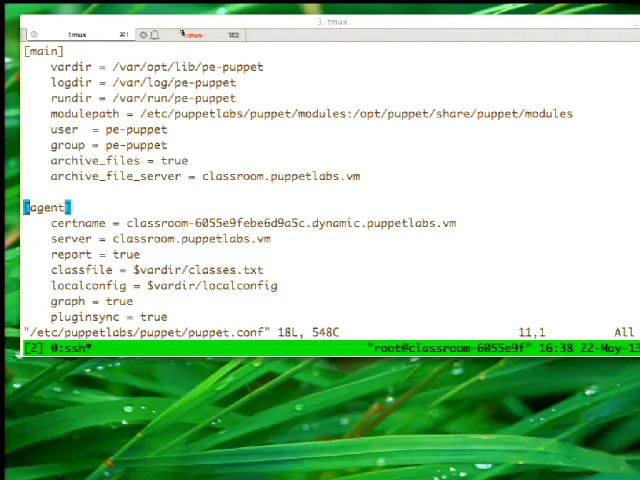 3. tmux
tmux ⌘1 tmux ⌘2
[main]
vardir = /var/opt/lib/pe-puppet
logdir = /var/log/pe-puppet
rundir = /var/run/pe-puppet
modulepath = /etc/puppetlabs/puppet/modules:/opt/puppet/share/puppet/modules
user = pe-puppet
group = pe-puppet
archive_files = true
archive_file_server = classroom.puppetlabs.vm
[agent]
certname = classroom-6055e9febe6d9a5c.dynamic.puppetlabs.vm
server = classroom.puppetlabs.vm
report = true
classfile = $vardir/classes.txt
localconfig = $vardir/localconfig
graph = true
pluginsync = true
"/etc/puppetlabs/puppet/puppet.conf" 18L, 548C 11,1 All
[2] 0:ssh* "root@classroom-6055e9f" 16:38 22-May-13